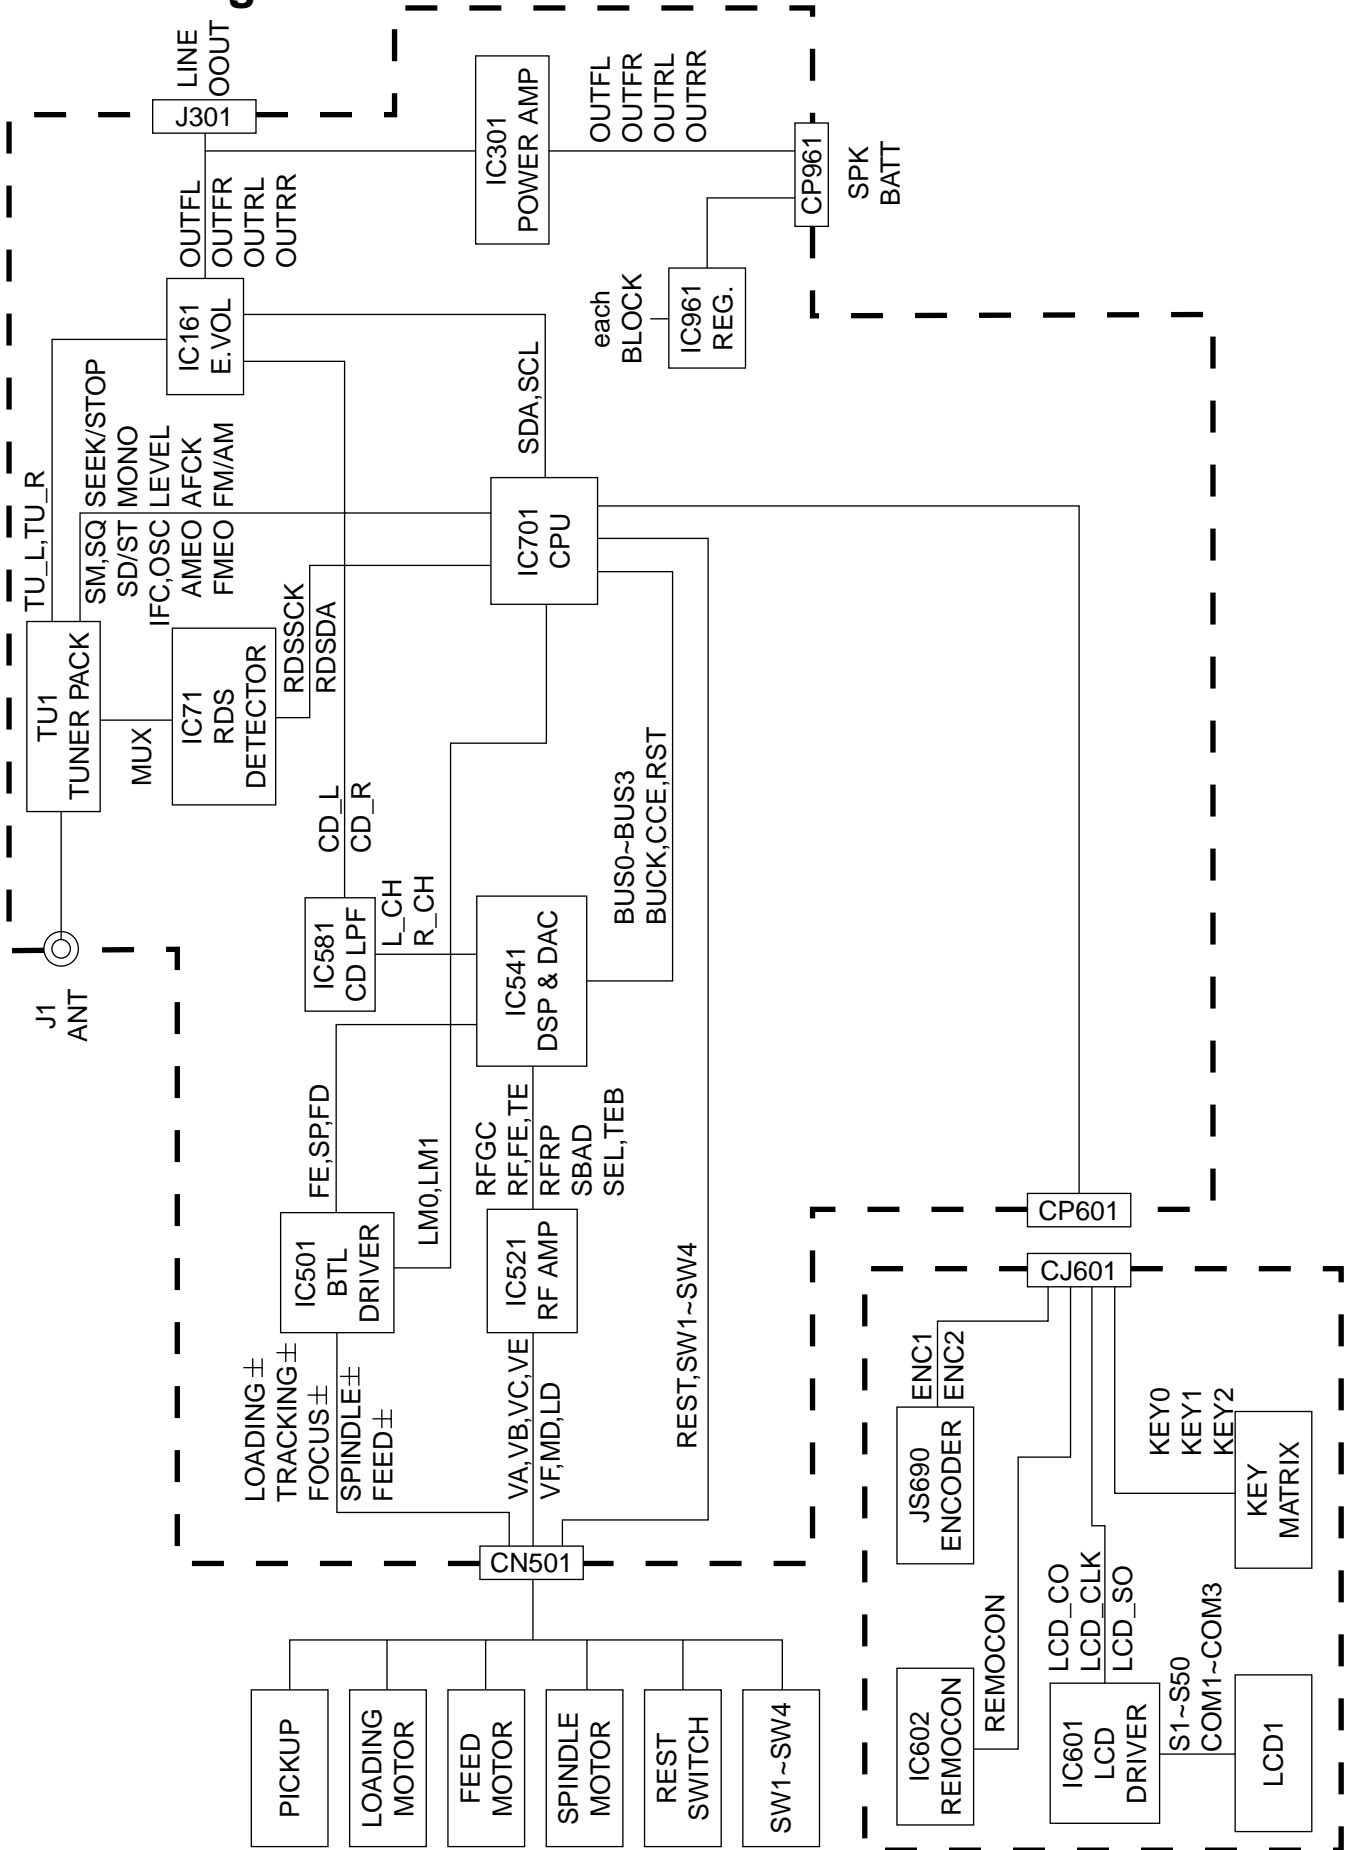 g
LINE
OOUT
J301
OUTFL
OUTFR
OUTRL
OUTRR
IC301
POWER AMP
OUTFL
OUTFR
OUTRL
OUTRR
CP961
SPK
BATT
each
BLOCK
IC961
REG.
IC161
E.VOL
TU_L,TU_R
SM,SQ SEEK/STOP
SD/ST MONO
IFC,OSC LEVEL
AMEO AFCK
FMEO FM/AM
SDA,SCL
TU1
TUNER PACK
MUX
IC71
RDS
DETECTOR
RDSSCK
RDSDA
IC701
CPU
J1
ANT
CD_L
CD_R
IC581
CD LPF
L_CH
R_CH
IC541
DSP & DAC
BUS0~BUS3
BUCK,CCE,RST
FE,SP,FD
LM0,LM1
RFGC
RF,FE,TE
RFRP
SBAD
SEL,TEB
IC501
BTL
DRIVER
IC521
RF AMP
LOADING±
TRACKING±
FOCUS±
SPINDLE±
FEED±
VA,VB,VC,VE
VF,MD,LD
REST,SW1~SW4
CN501
PICKUP
LOADING
MOTOR
FEED
MOTOR
SPINDLE
MOTOR
REST
SWITCH
SW1~SW4
CP601
CJ601
ENC1
ENC2
JS690
ENCODER
KEY0
KEY1
KEY2
KEY
MATRIX
IC602
REMOCON
REMOCON
LCD_CO
LCD_CLK
LCD_SO
IC601
LCD
DRIVER
S1~S50
COM1~COM3
LCD1